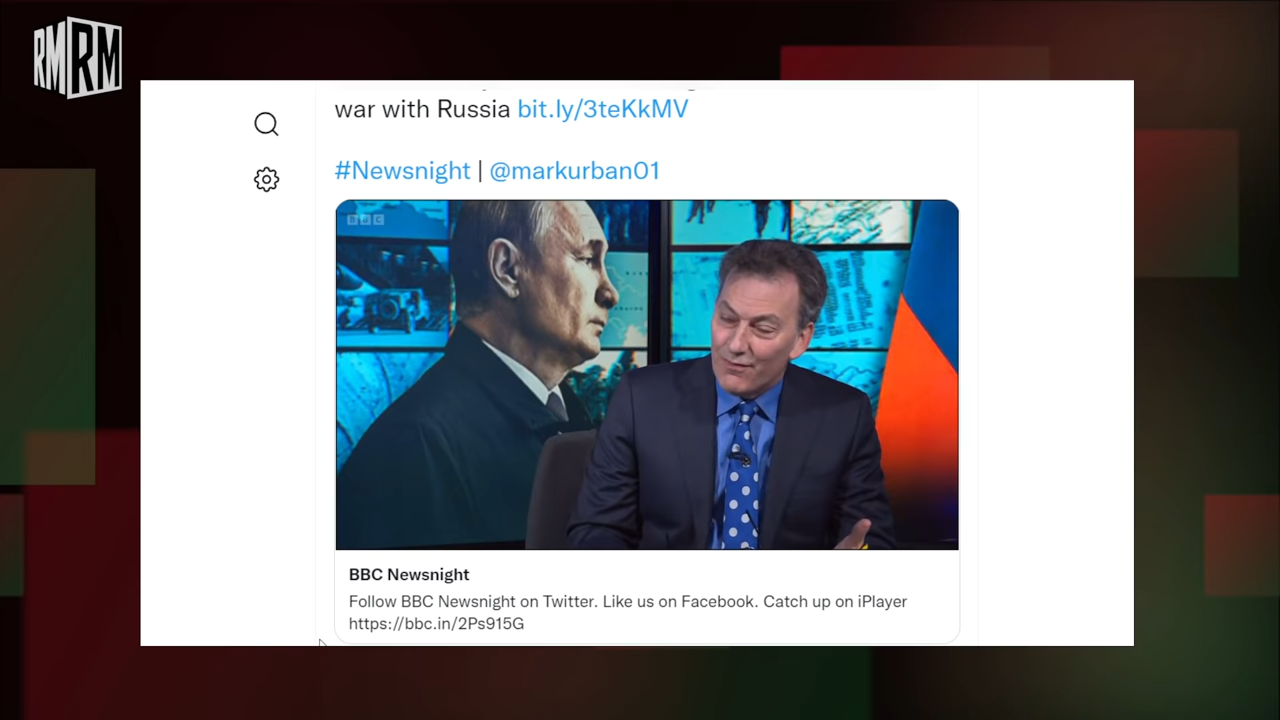 RMRM
war with Russia bit.ly/3teKkMV
#Newsnight | @markurban01
BBC
BBC Newsnight
Follow BBC Newsnight on Twitter. Like us on Facebook. Catch up on iPlayer
https://bbc.in/2Ps915G